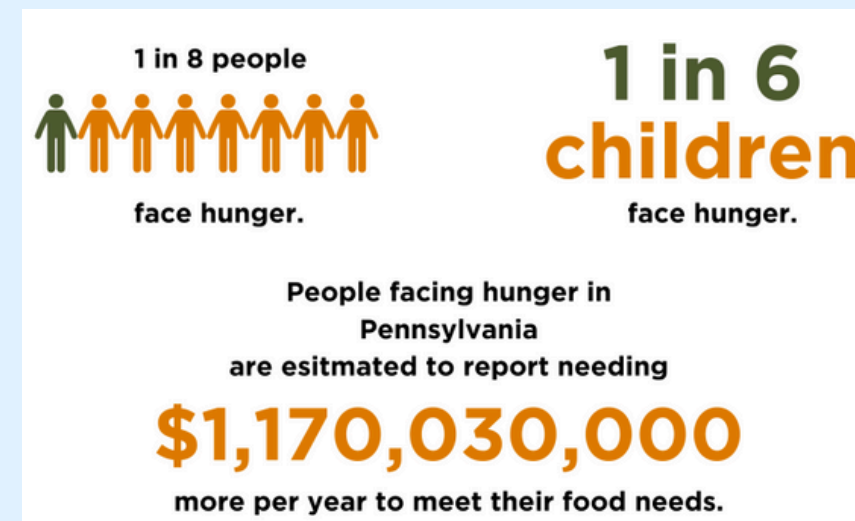 1 in 8 people
face hunger.
1 in 6
children
face hunger.
People facing hunger in
Pennsylvania
are esitmated to report needing
$1,170,030,000
more per year to meet their food needs.